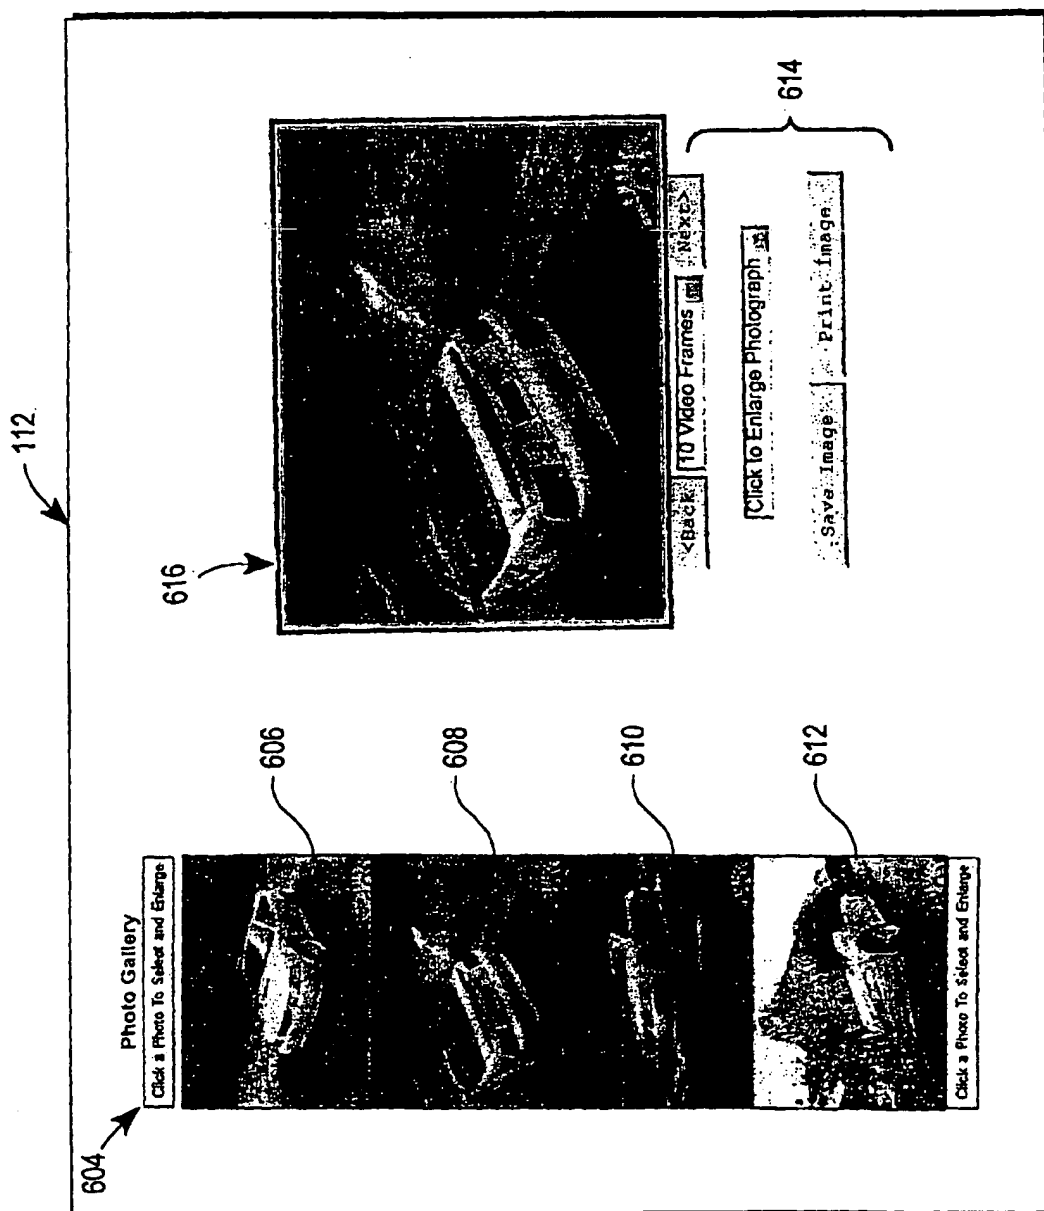 112
604
Photo Gallery
Click a Photo To Select and Enlarge
606
608
610
612
Click a Photo To Select and Enlarge
616
<Back
10 Video Frames
Next>
Click to Enlarge Photograph
Save Image
Print Image
614